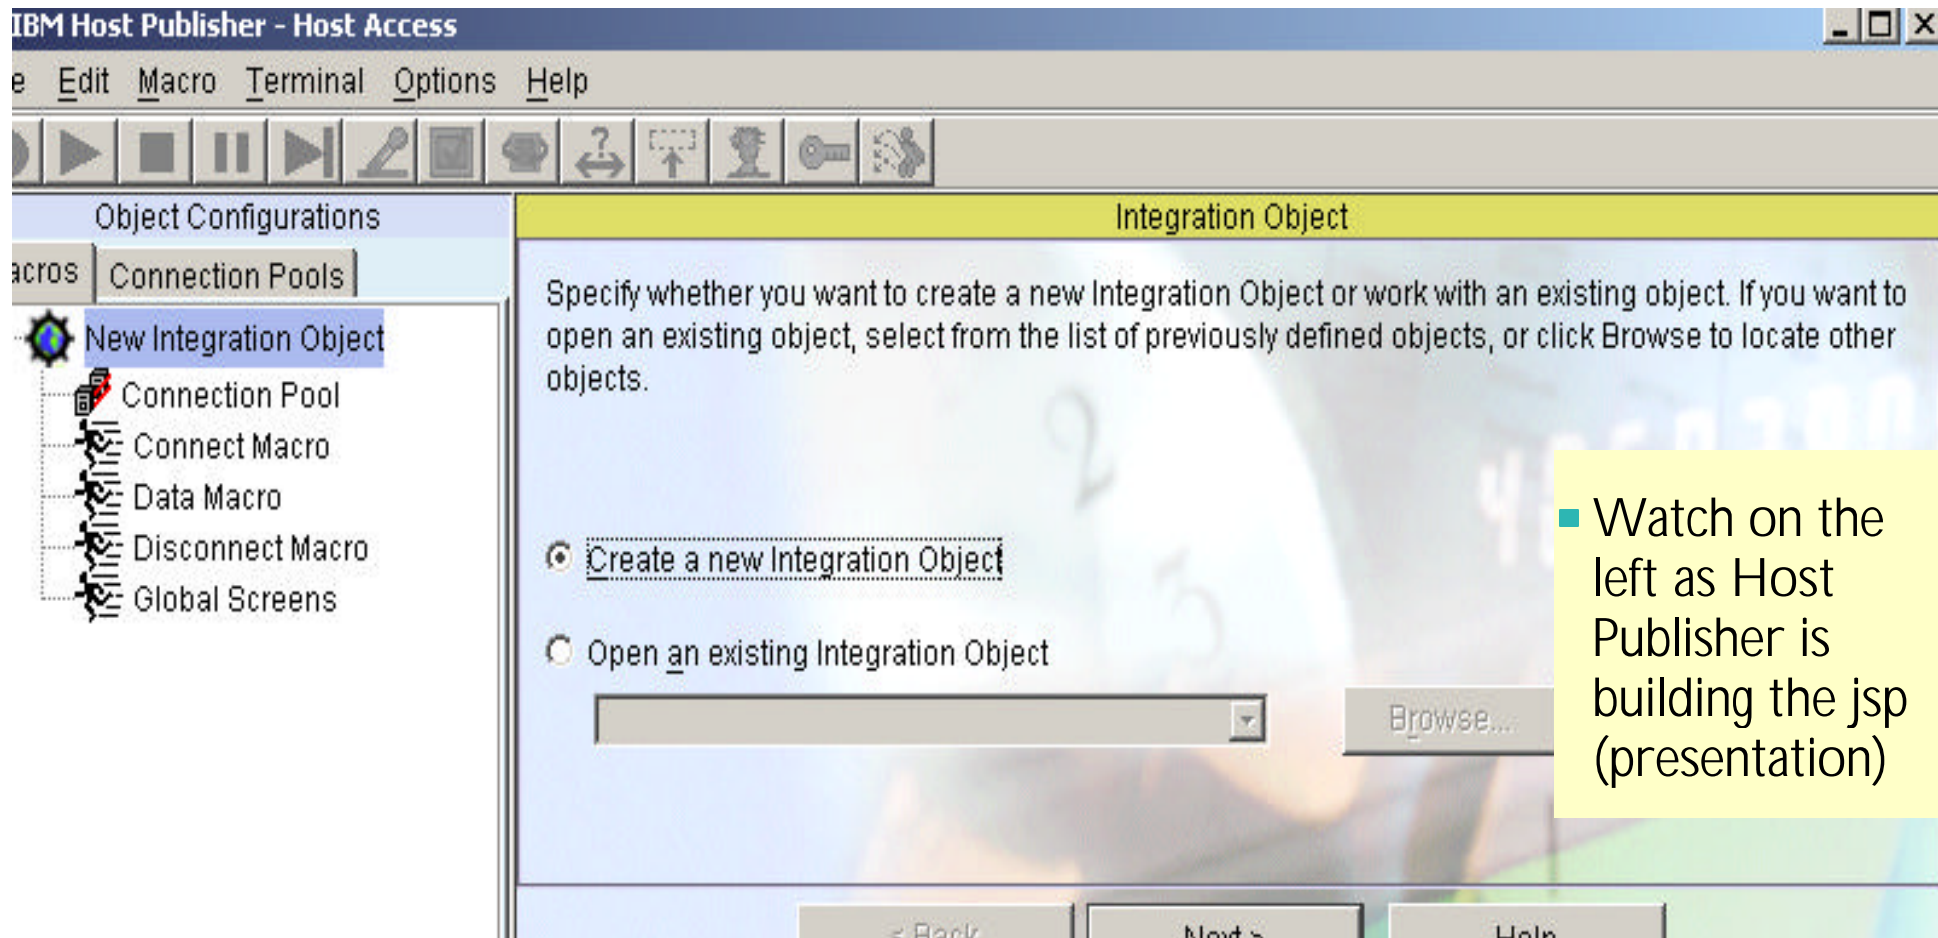 IBM Host Publisher - Host Access
e Edit Macro Terminal Options Help
Object Configurations
Integration Object
acros Connection Pools
New Integration Object
Connection Pool
Connect Macro
Data Macro
Disconnect Macro
Global Screens
Specify whether you want to create a new Integration Object or work with an existing object. If you want to
open an existing object, select from the list of previously defined objects, or click Browse to locate other
objects.
Create a new Integration Object
Open an existing Integration Object
Browse...
Watch on the
left as Host
Publisher is
building the jsp
(presentation)
< Back Next > Help